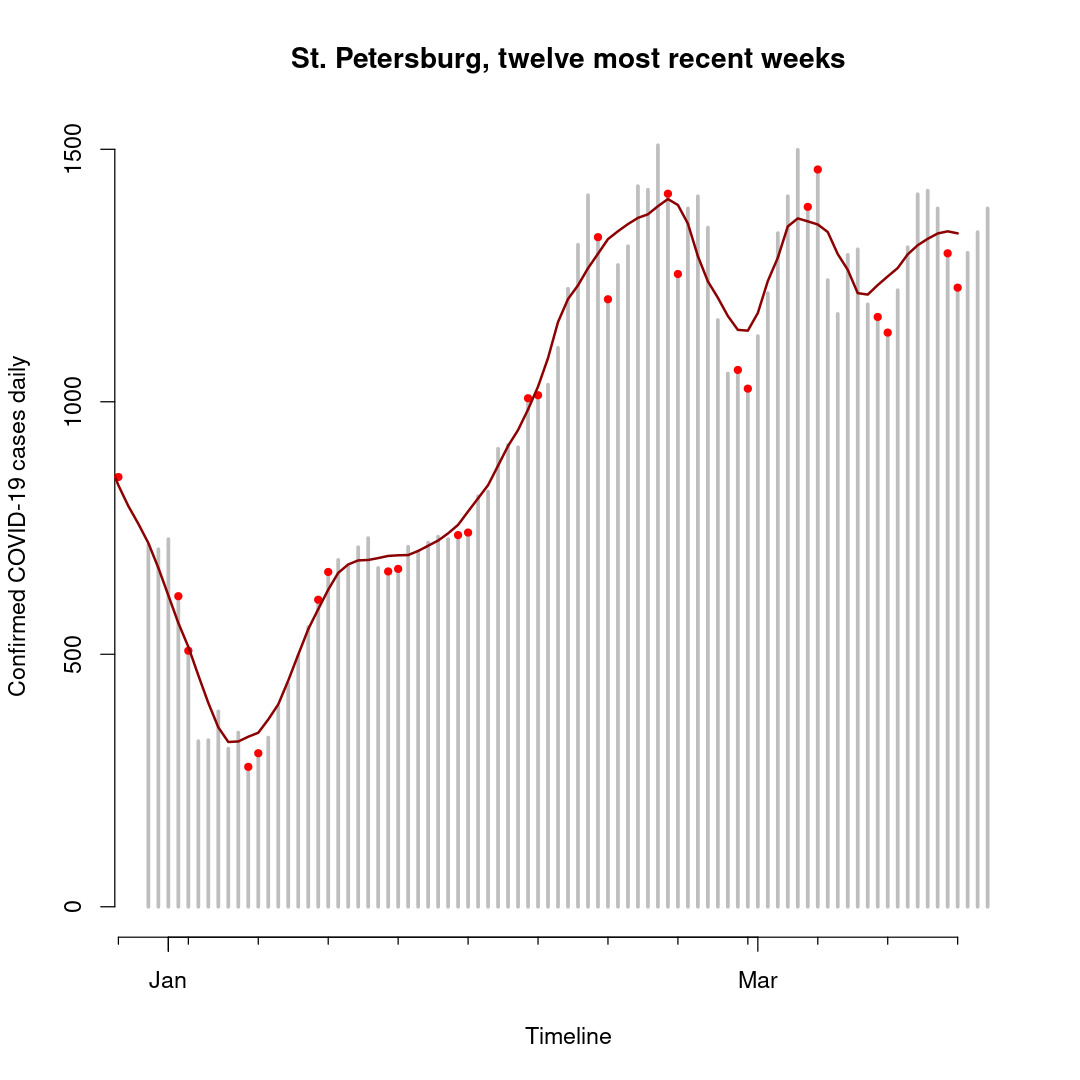 St. Petersburg, twelve most recent weeks
Confirmed COVID-19 cases daily
1500
1000
500
0
Jan
Mar
Timeline